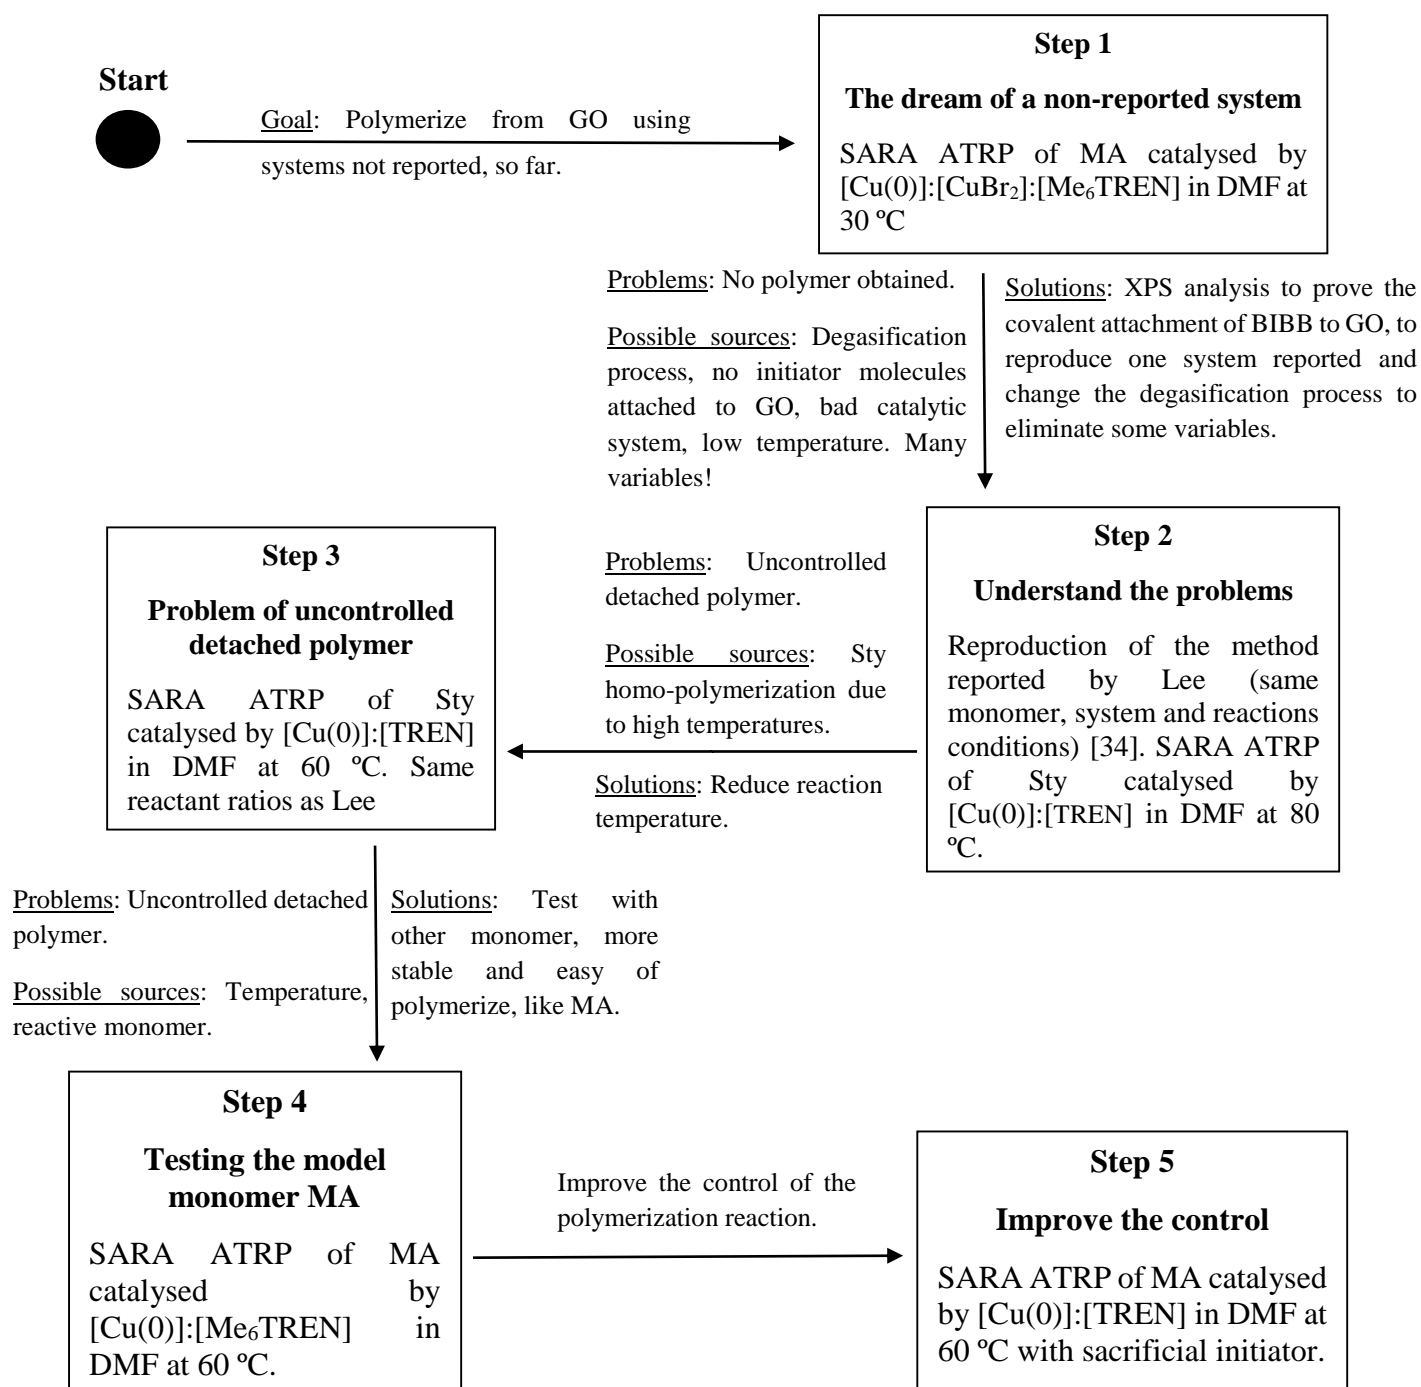 Start
Goal: Polymerize from GO using
systems not reported, so far.
Step 1
The dream of a non-reported system
SARA ATRP of MA catalysed by
[Cu(0)]:[CuBr₂]:[Me₆TREN] in DMF at
30 ºC
Problems: No polymer obtained.
Possible sources: Degasification
process, no initiator molecules
attached to GO, bad catalytic
system, low temperature. Many
variables!
Solutions: XPS analysis to prove the
covalent attachment of BIBB to GO, to
reproduce one system reported and
change the degasification process to
eliminate some variables.
Step 2
Understand the problems
Reproduction of the method
reported by Lee (same
monomer, system and reactions
conditions) [34]. SARA ATRP
of Sty catalysed by
[Cu(0)]:[TREN] in DMF at 80
ºC.
Problems: Uncontrolled
detached polymer.
Possible sources: Sty
homo-polymerization due
to high temperatures.
Solutions: Reduce reaction
temperature.
Step 3
Problem of uncontrolled
detached polymer
SARA ATRP of Sty
catalysed by [Cu(0)]:[TREN]
in DMF at 60 ºC. Same
reactant ratios as Lee
Problems: Uncontrolled detached
polymer.
Possible sources: Temperature,
reactive monomer.
Solutions: Test with
other monomer, more
stable and easy of
polymerize, like MA.
Step 4
Testing the model
monomer MA
SARA ATRP of MA
catalysed by
[Cu(0)]:[Me₆TREN] in
DMF at 60 ºC.
Improve the control of the
polymerization reaction.
Step 5
Improve the control
SARA ATRP of MA catalysed
by [Cu(0)]:[TREN] in DMF at
60 ºC with sacrificial initiator.